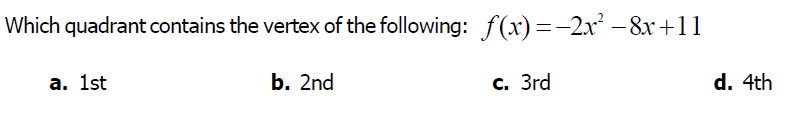 Which quadrant contains the vertex of the following: f(x) = −2x² − 8x + 11
a. 1st b. 2nd c. 3rd d. 4th